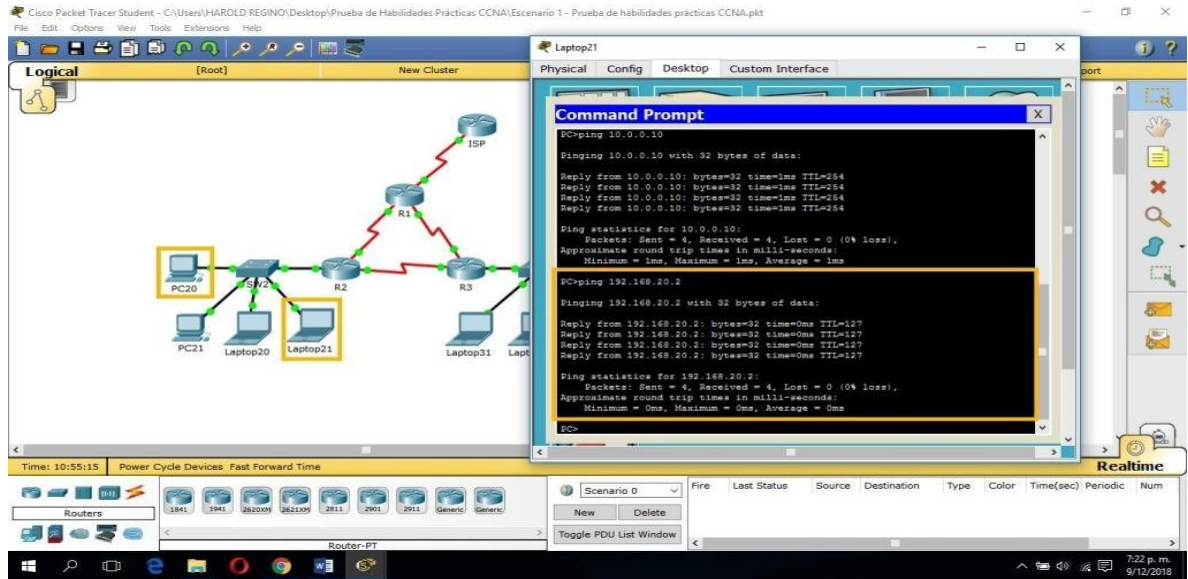 Cisco Packet Tracer Student - C:\Users\HAROLD REGINO\Desktop\Prueba de Habilidades Prácticas CCNA\Escenario 1 - Prueba de habilidades prácticas CCNA.pkt
File Edit Options View Tools Extensions Help
Logical [Root] New Cluster
port
ISP
R1
PC20 SW2 R2 R3
PC21 Laptop20 Laptop21 Laptop31 Lapt
Laptop21
Physical Config Desktop Custom Interface
Command Prompt X
PC>ping 10.0.0.10
Pinging 10.0.0.10 with 32 bytes of data:
Reply from 10.0.0.10: bytes=32 time=1ms TTL=254
Reply from 10.0.0.10: bytes=32 time=1ms TTL=254
Reply from 10.0.0.10: bytes=32 time=1ms TTL=254
Reply from 10.0.0.10: bytes=32 time=1ms TTL=254
Ping statistics for 10.0.0.10:
Packets: Sent = 4, Received = 4, Lost = 0 (0% loss),
Approximate round trip times in milli-seconds:
Minimum = 1ms, Maximum = 1ms, Average = 1ms
PC>ping 192.168.20.2
Pinging 192.168.20.2 with 32 bytes of data:
Reply from 192.168.20.2: bytes=32 time=0ms TTL=127
Reply from 192.168.20.2: bytes=32 time=0ms TTL=127
Reply from 192.168.20.2: bytes=32 time=0ms TTL=127
Reply from 192.168.20.2: bytes=32 time=0ms TTL=127
Ping statistics for 192.168.20.2:
Packets: Sent = 4, Received = 4, Lost = 0 (0% loss),
Approximate round trip times in milli-seconds:
Minimum = 0ms, Maximum = 0ms, Average = 0ms
PC>
Time: 10:55:15 Power Cycle Devices Fast Forward Time Realtime
Routers
1841 1941 2620XM 2621XM 2811 2901 2911 Generic Generic
Router-PT
Scenario 0
New Delete
Toggle PDU List Window
Fire Last Status Source Destination Type Color Time(sec) Periodic Num
7:22 p. m.
9/12/2018